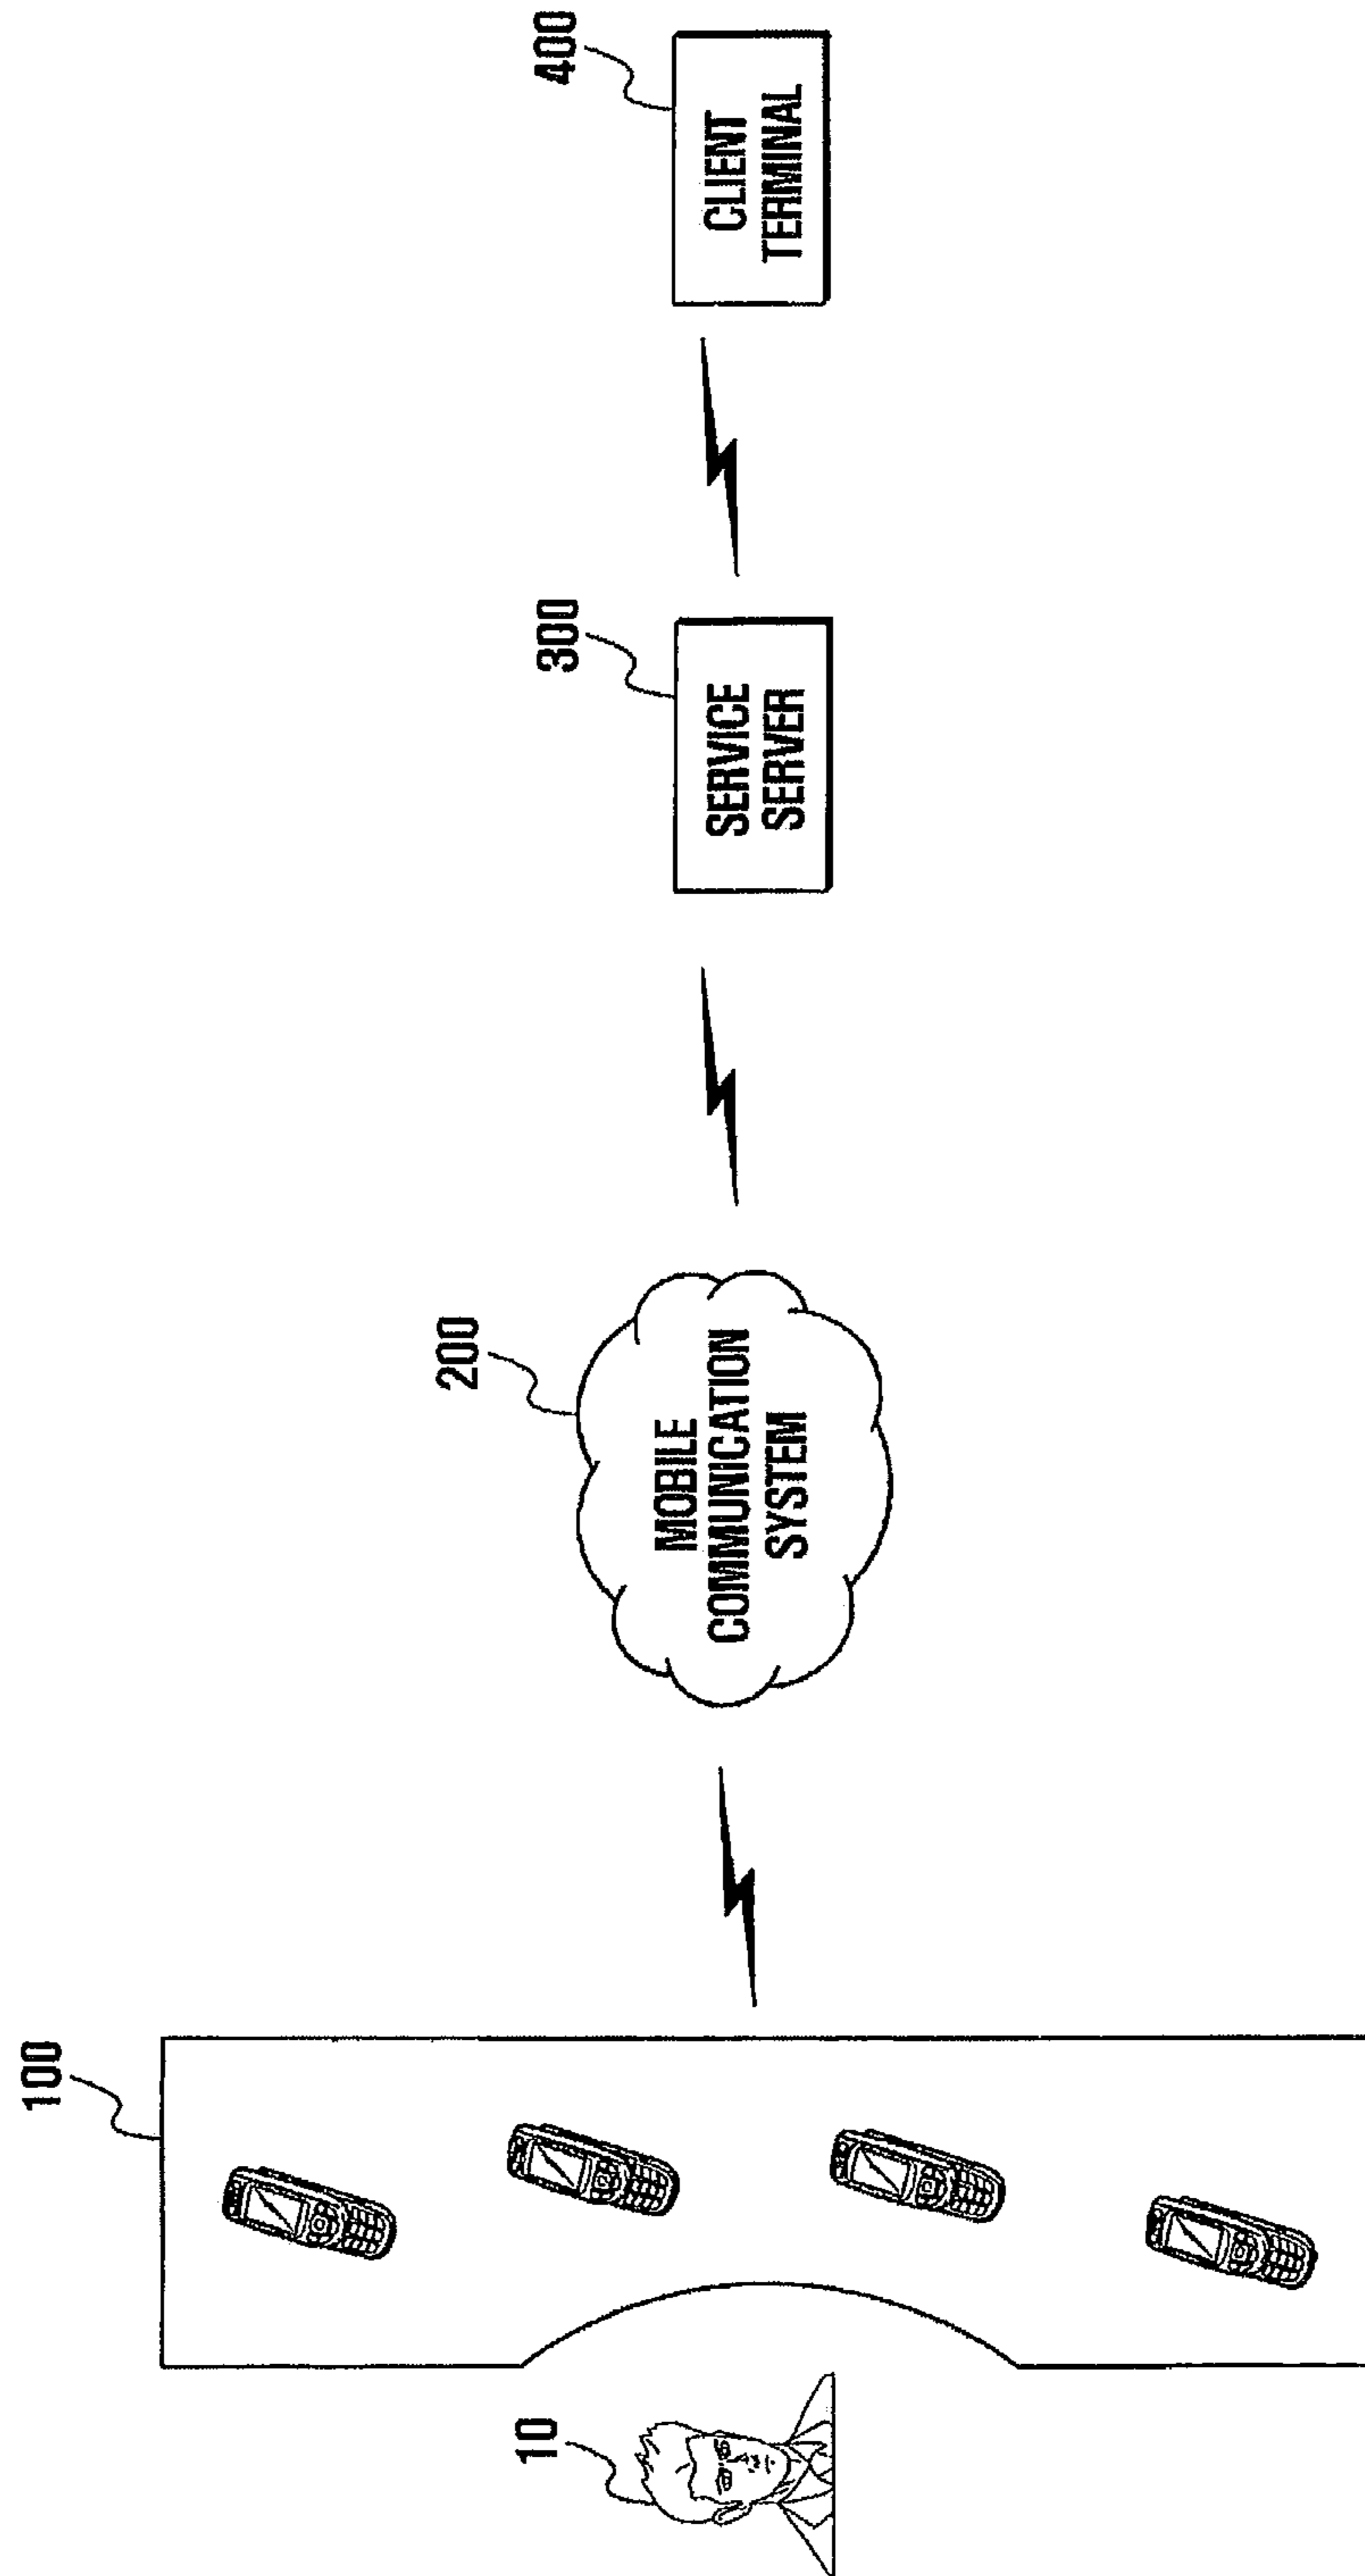 10
100
200
MOBILE
COMMUNICATION
SYSTEM
300
SERVICE
SERVER
400
CLIENT
TERMINAL